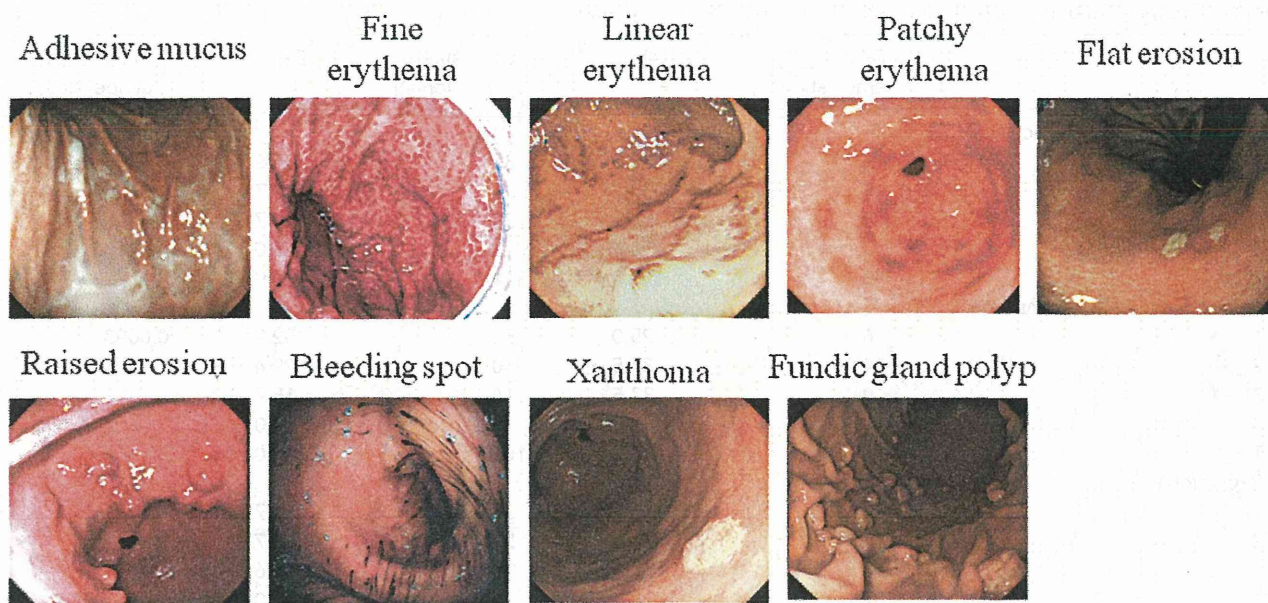 Adhesive mucus
Fine
erythema
Linear
erythema
Patchy
erythema
Flat erosion
Raised erosion
Bleeding spot
Xanthoma
Fundic gland polyp